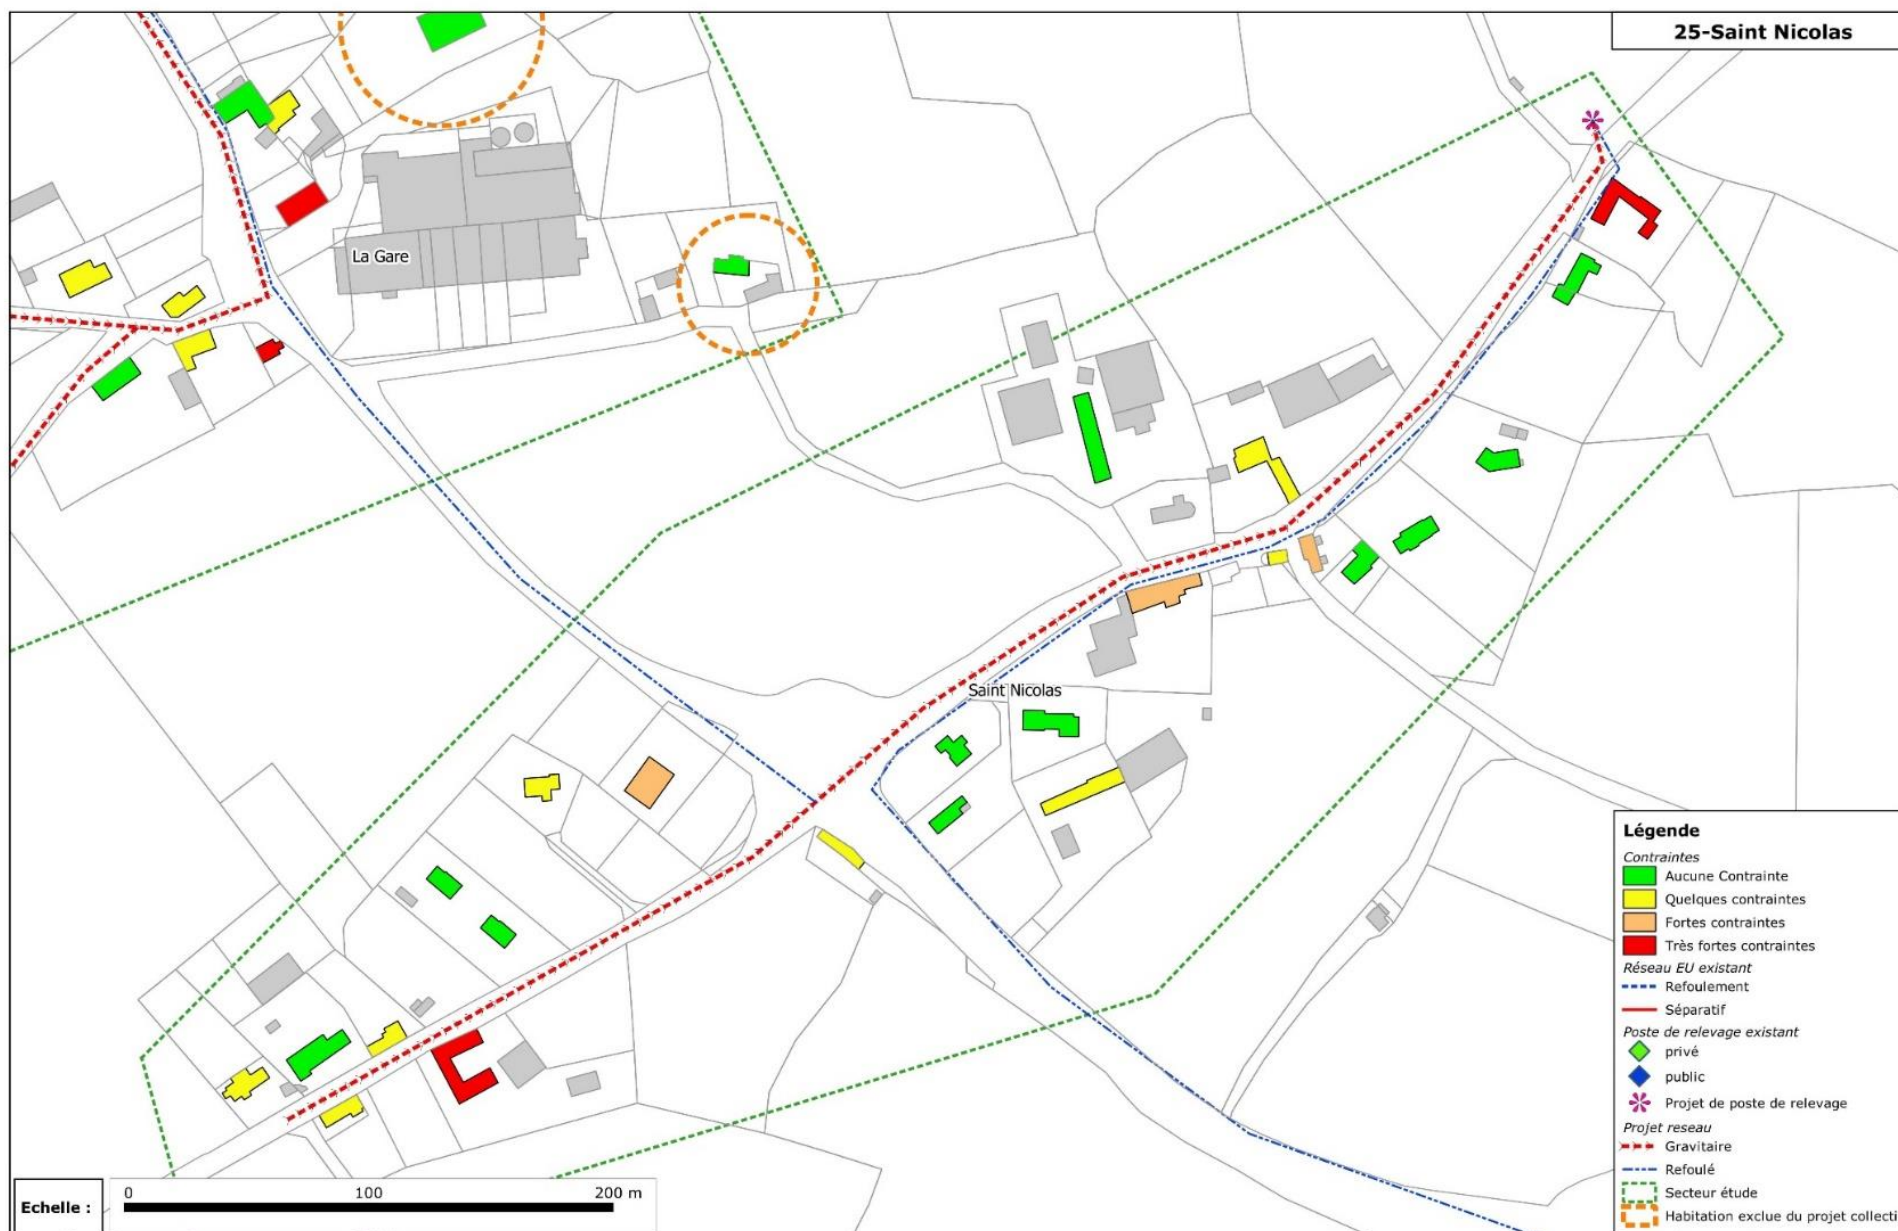 25-Saint Nicolas
La Gare
Saint Nicolas
Légende
Contraintes
Aucune Contrainte
Quelques contraintes
Fortes contraintes
Très fortes contraintes
Réseau EU existant
Refoulement
Séparatif
Poste de relevage existant
privé
public
Projet de poste de relevage
Projet reseau
Gravitaire
Refoulé
Secteur étude
Habitation exclue du projet collecti
Echelle :
0 100 200 m